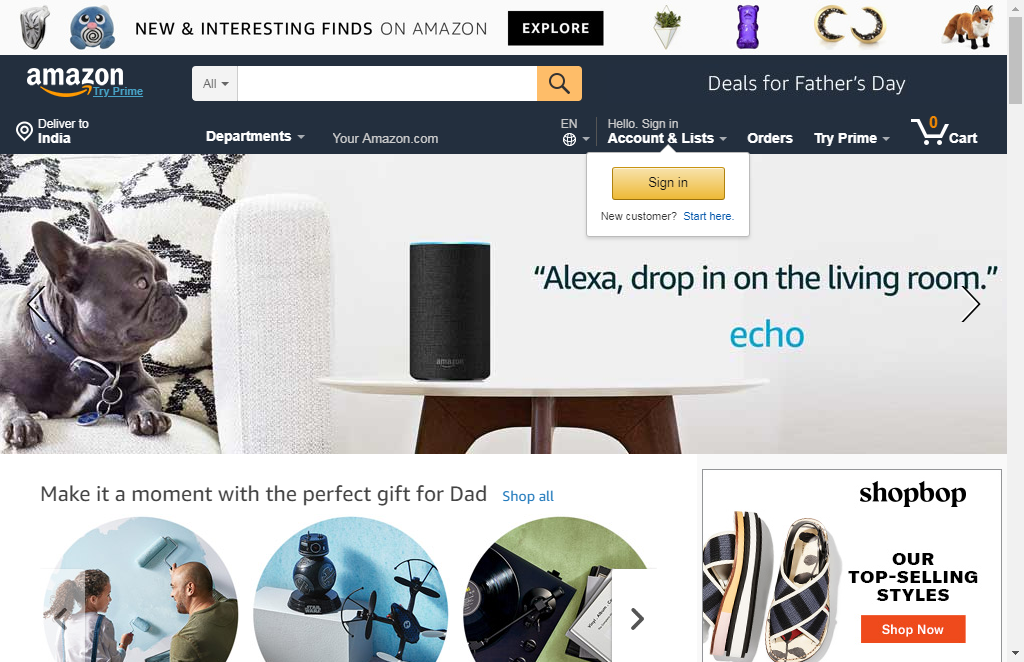 NEW & INTERESTING FINDS ON AMAZON EXPLORE
amazon
Try Prime
All
Deals for Father's Day
Deliver to
India
Departments
Your Amazon.com
EN
Hello. Sign in
Account & Lists
Orders
Try Prime
0
Cart
Sign in
New customer? Start here.
"Alexa, drop in on the living room."
echo
amazon
Make it a moment with the perfect gift for Dad Shop all
STAR WARS
shopbop
OUR
TOP-SELLING
STYLES
Shop Now